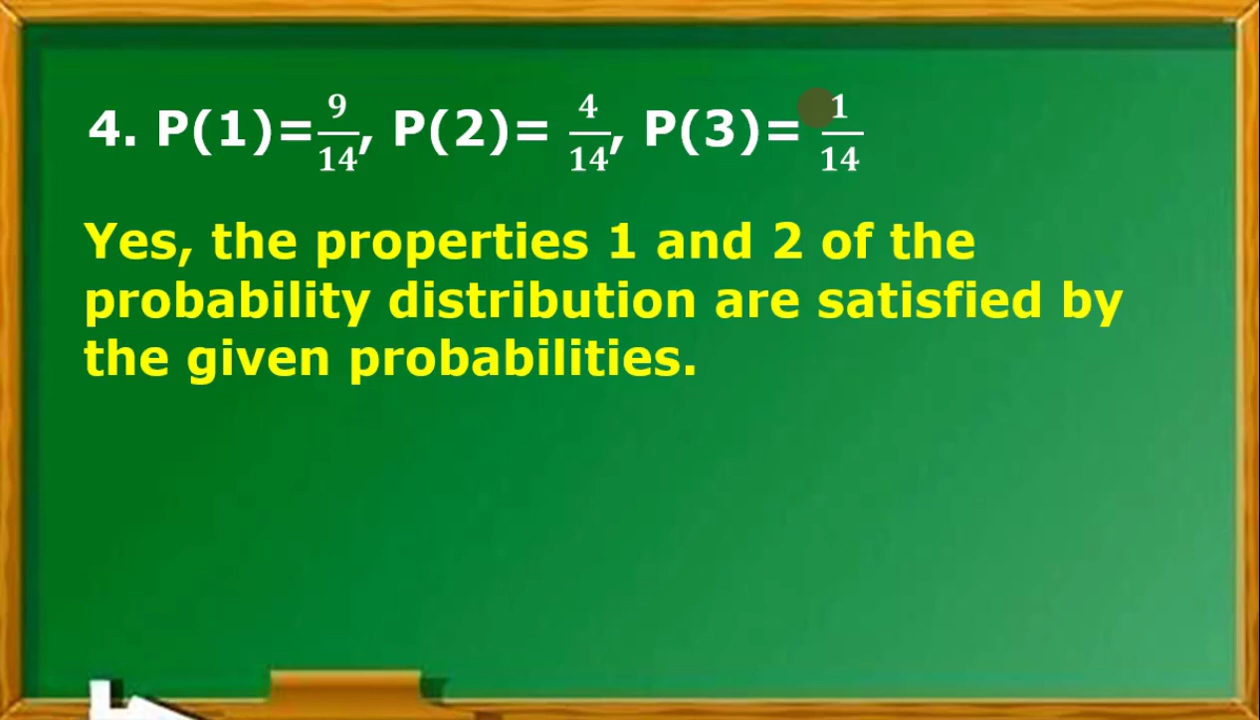 4. P(1)=9/14, P(2)= 4/14, P(3)= 1/14
Yes, the properties 1 and 2 of the
probability distribution are satisfied by
the given probabilities.